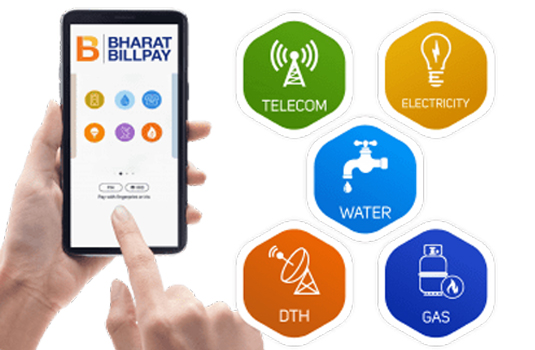 BHARAT
BILLPAY
TELECOM
ELECTRICITY
WATER
DTH
GAS